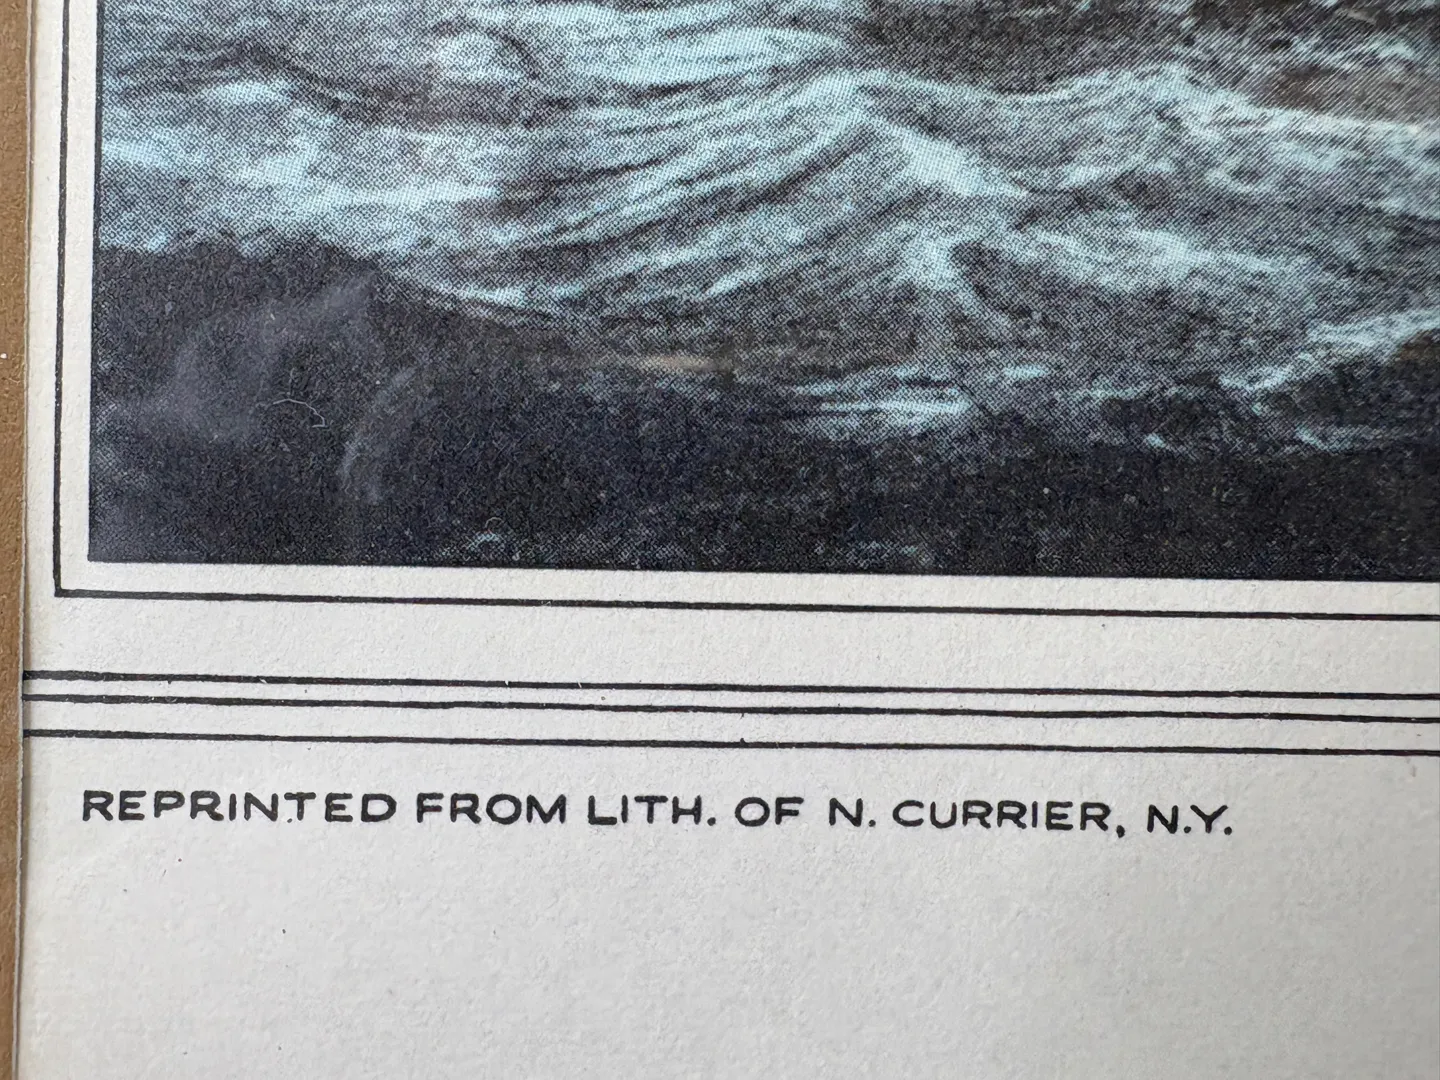 REPRINTED FROM LITH. OF N. CURRIER, N.Y.